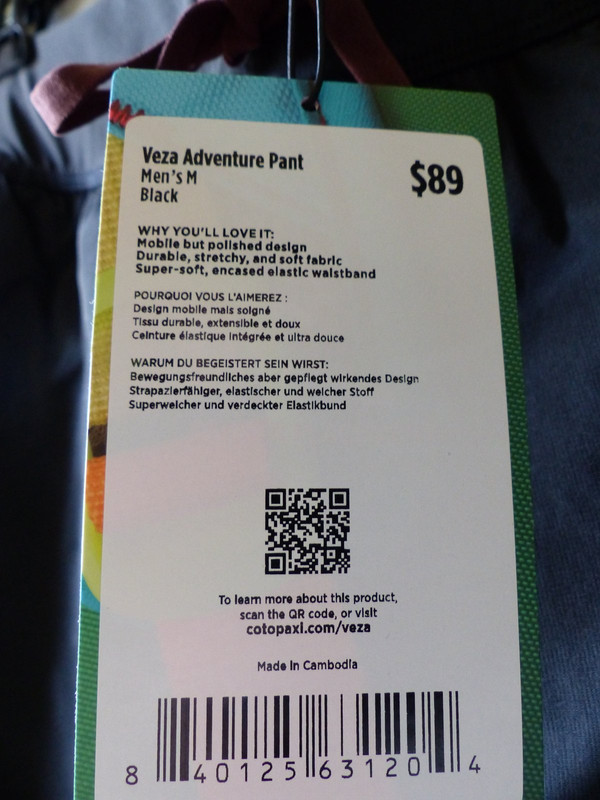 Veza Adventure Pant
Men's M
Black
$89
WHY YOU'LL LOVE IT:
Mobile but polished design
Durable, stretchy, and soft fabric
Super-soft, encased elastic waistband
POURQUOI VOUS L'AIMEREZ :
Design mobile mais soigné
Tissu durable, extensible et doux
Ceinture élastique intégrée et ultra douce
WARUM DU BEGEISTERT SEIN WIRST:
Bewegungsfreundliches aber gepflegt wirkendes Design
Strapazierfähiger, elastischer und weicher Stoff
Superweicher und verdeckter Elastikbund
To learn more about this product,
scan the QR code, or visit
cotopaxi.com/veza
Made in Cambodia
8 40125 63120 4